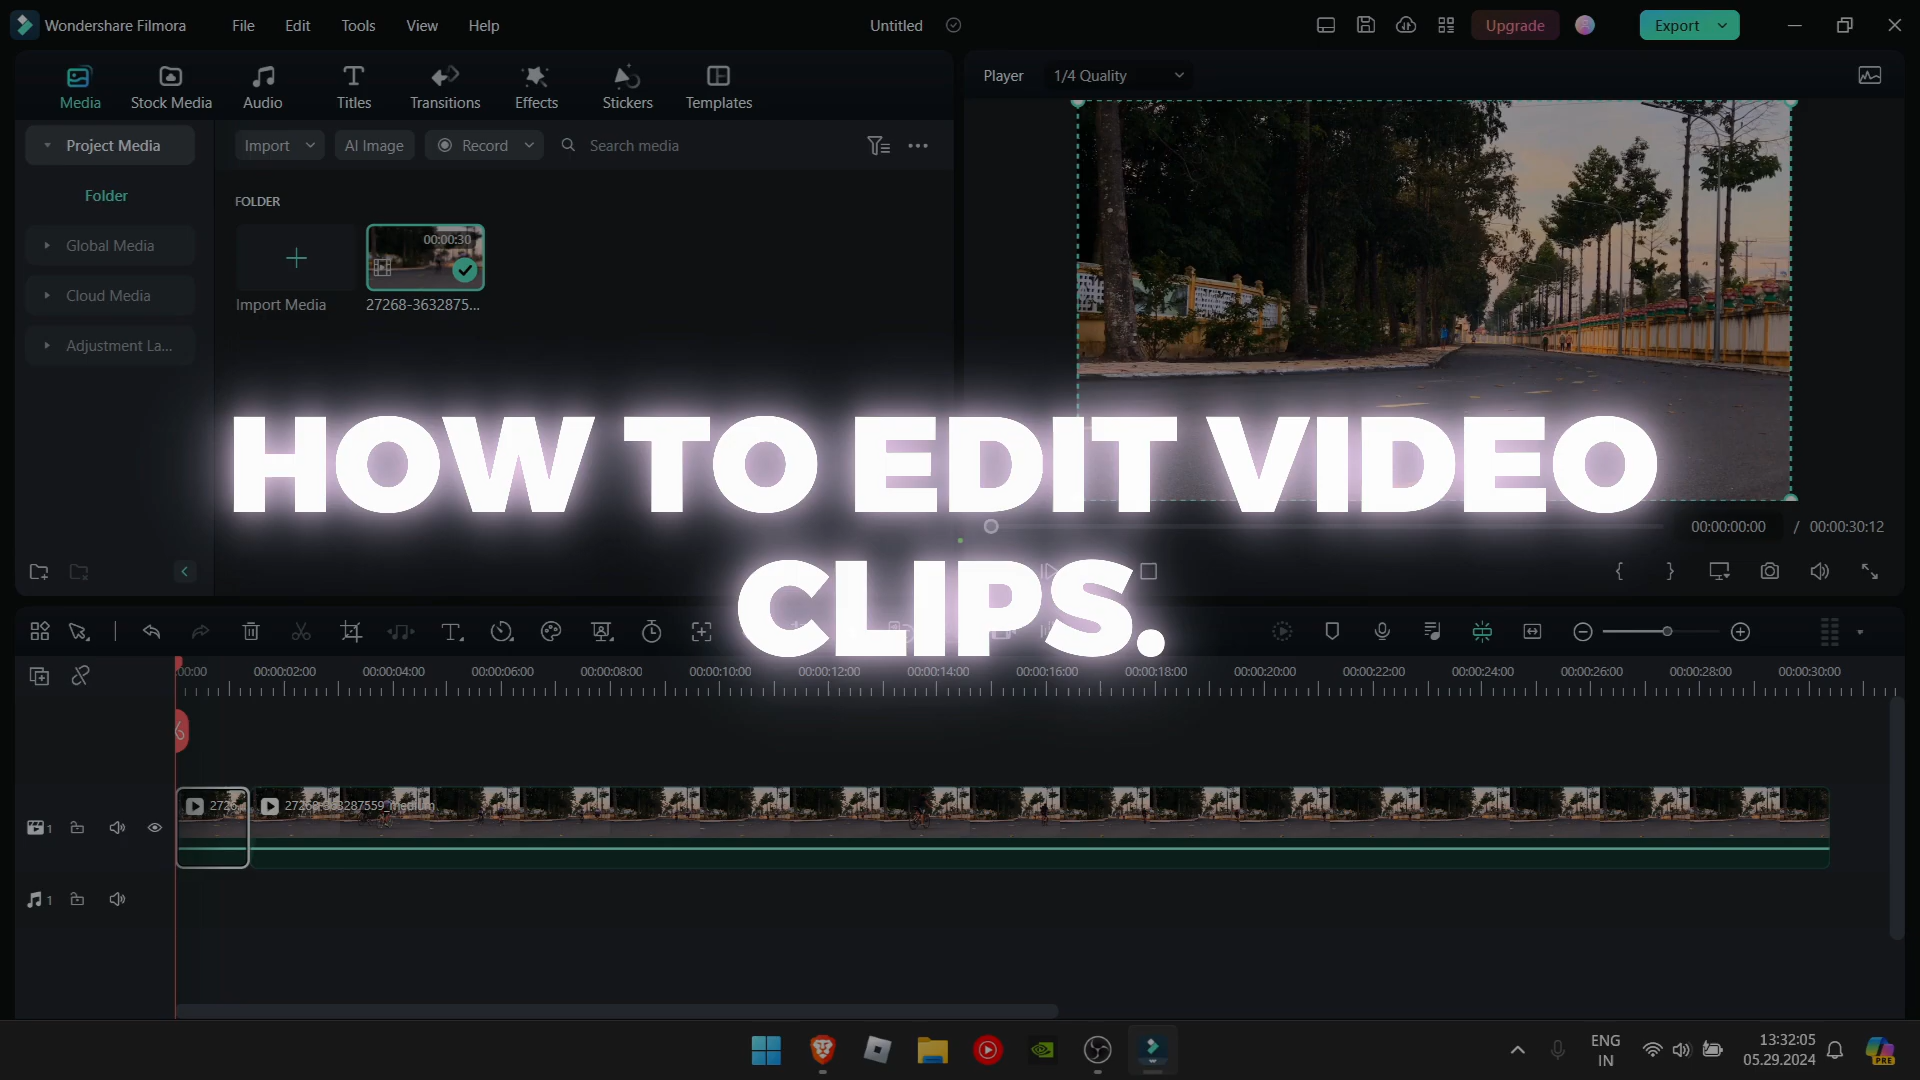 Wondershare Filmora File Edit Tools View Help Untitled Upgrade Export
Media Stock Media Audio Titles Transitions Effects Stickers Templates
Player 1/4 Quality
Project Media
Import AI Image Record Search media
Folder
FOLDER
Global Media
00:00:30
Cloud Media
Import Media 27268-3632875...
Adjustment La...
HOW TO EDIT VIDEO
CLIPS.
00:00:00:00 / 00:00:30:12
:00:00 00:00:02:00 00:00:04:00 00:00:06:00 00:00:08:00 00:00:10:00 00:00:12:00 00:00:14:00 00:00:16:00 00:00:18:00 00:00:20:00 00:00:22:00 00:00:24:00 00:00:26:00 00:00:28:00 00:00:30:00
2726... 27268-363287559_medium
1
1
ENG
IN
13:32:05
05.29.2024
PRE